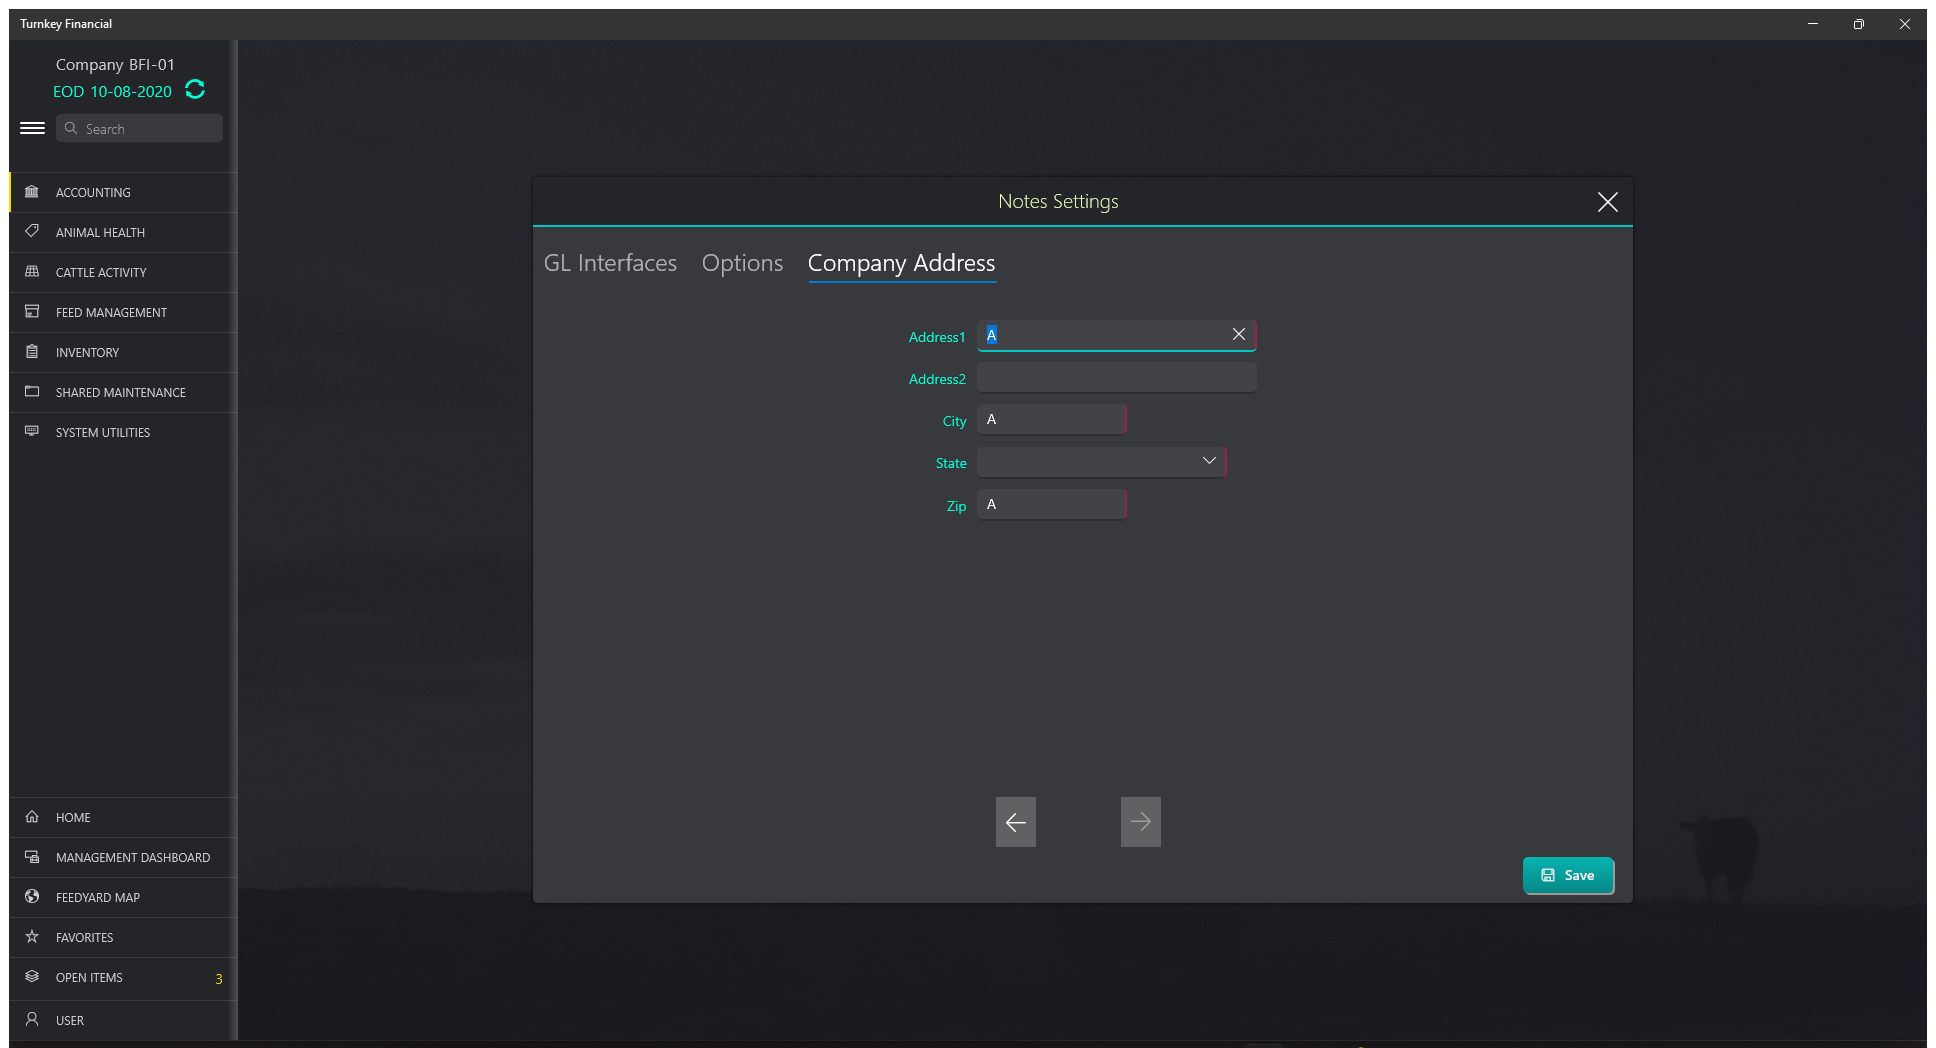 Turnkey Financial
Company BFI-01
EOD 10-08-2020
Search
ACCOUNTING
ANIMAL HEALTH
CATTLE ACTIVITY
FEED MANAGEMENT
INVENTORY
SHARED MAINTENANCE
SYSTEM UTILITIES
HOME
MANAGEMENT DASHBOARD
FEEDYARD MAP
FAVORITES
OPEN ITEMS 3
USER
Notes Settings
GL Interfaces Options Company Address
Address1 A
Address2
City A
State
Zip A
Save